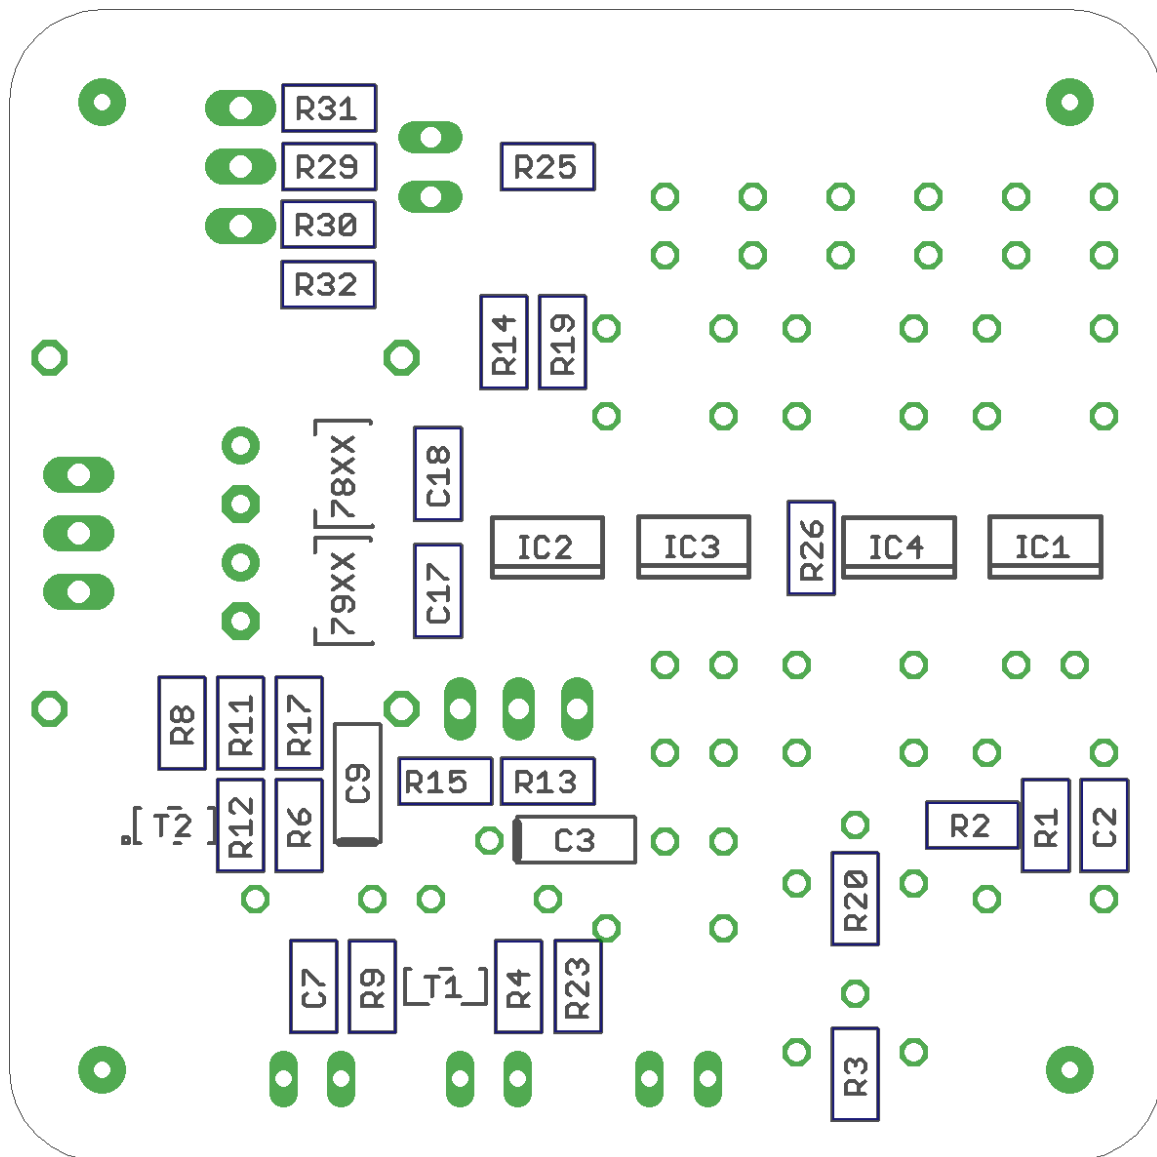 R31
R29
R25
R30
R32
R14
R19
78XX
C18
79XX
C17
IC2
IC3
R26
IC4
IC1
R8
R11
R17
C9
R15
R13
T2
R12
R6
C3
R2
R1
C2
R20
C7
R9
T1
R4
R23
R3